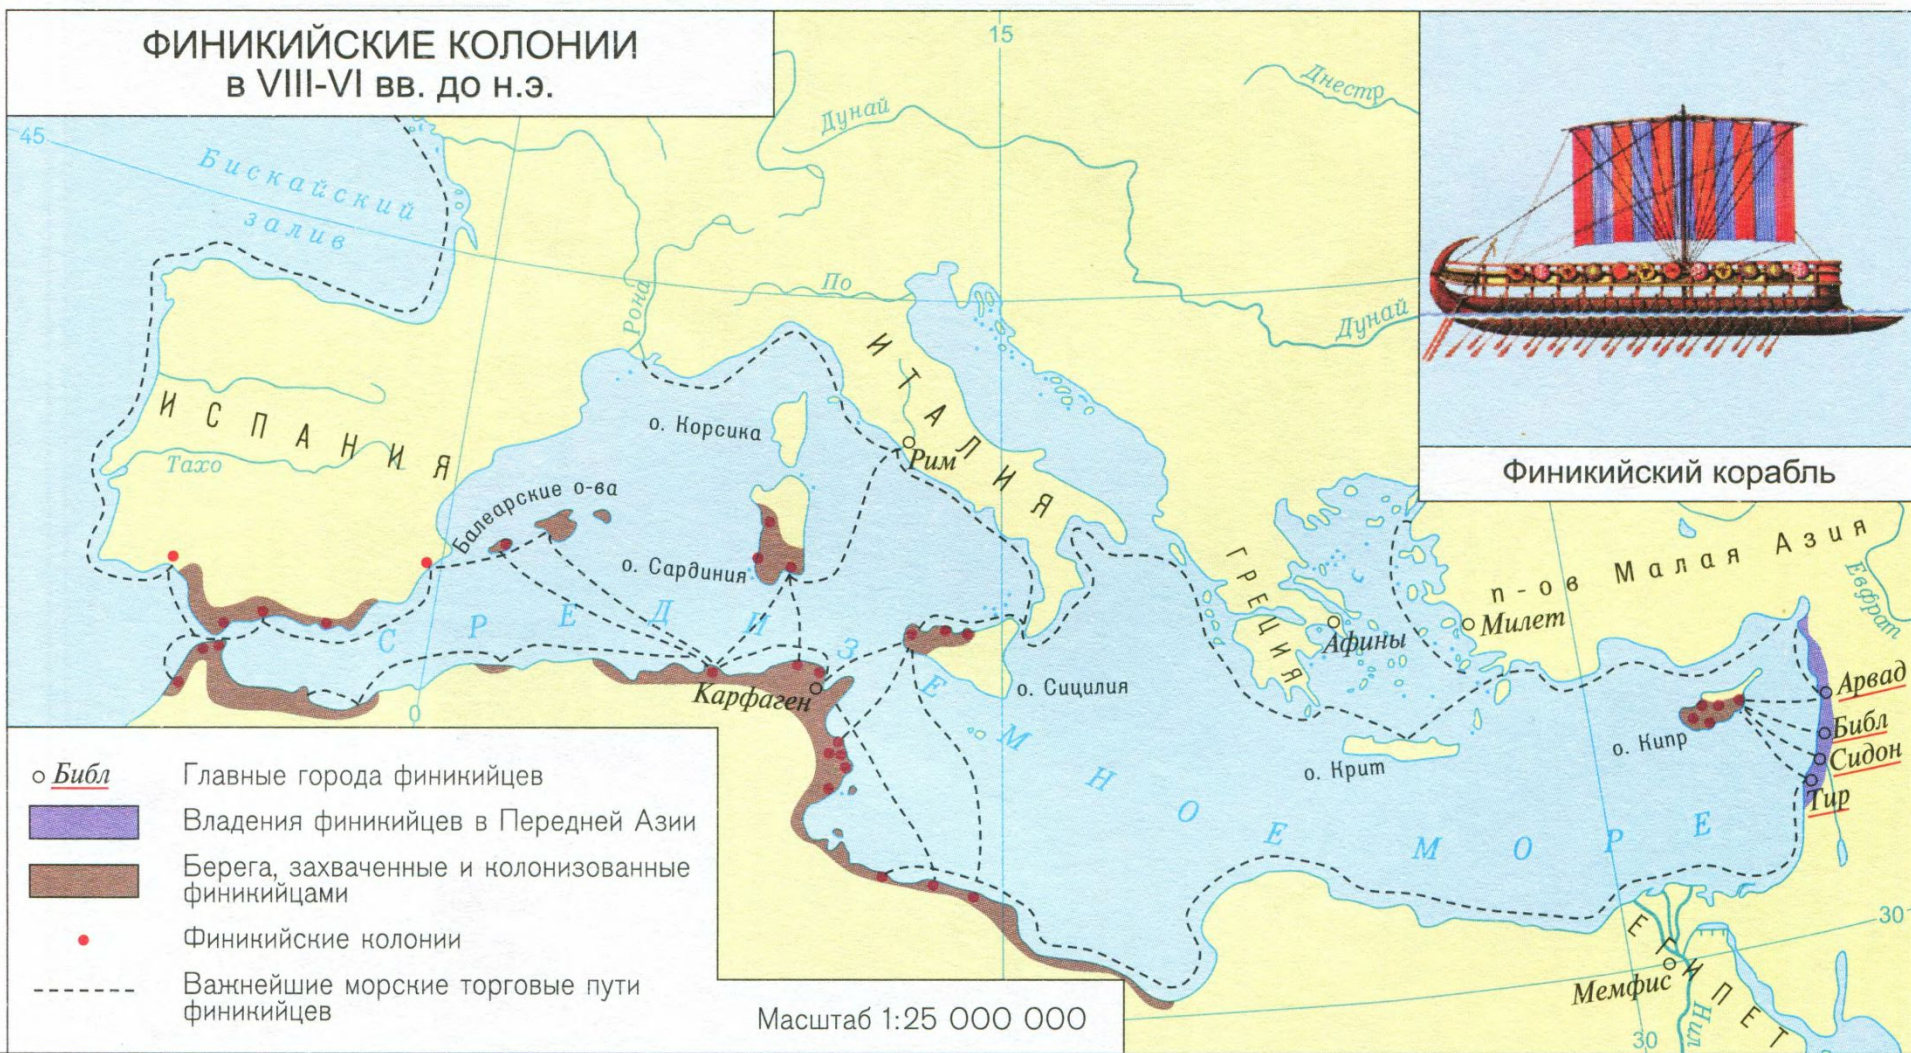 ФИНИКИЙСКИЕ КОЛОНИИ
в VIII-VI вв. до н.э.
15
45
Днестр
Дунай
Бискайский
залив
По
Рона
Дунай
ИТАЛИЯ
ИСПАНИЯ
Тахо
о. Корсика
Рим
Финикийский корабль
Балеарские о-ва
о. Сардиния
ГРЕЦИЯ
п-ов Малая Азия
Евфрат
Милет
Афины
СРЕДИЗЕМНОЕ МОРЕ
Карфаген
о. Сицилия
Арвад
Библ
Сидон
Тир
о. Кипр
о. Крит
0
30
ЕГИПЕТ
Мемфис
Нил
30
Библ
Главные города финикийцев
Владения финикийцев в Передней Азии
Берега, захваченные и колонизованные
финикийцами
Финикийские колонии
Важнейшие морские торговые пути
финикийцев
Масштаб 1:25 000 000